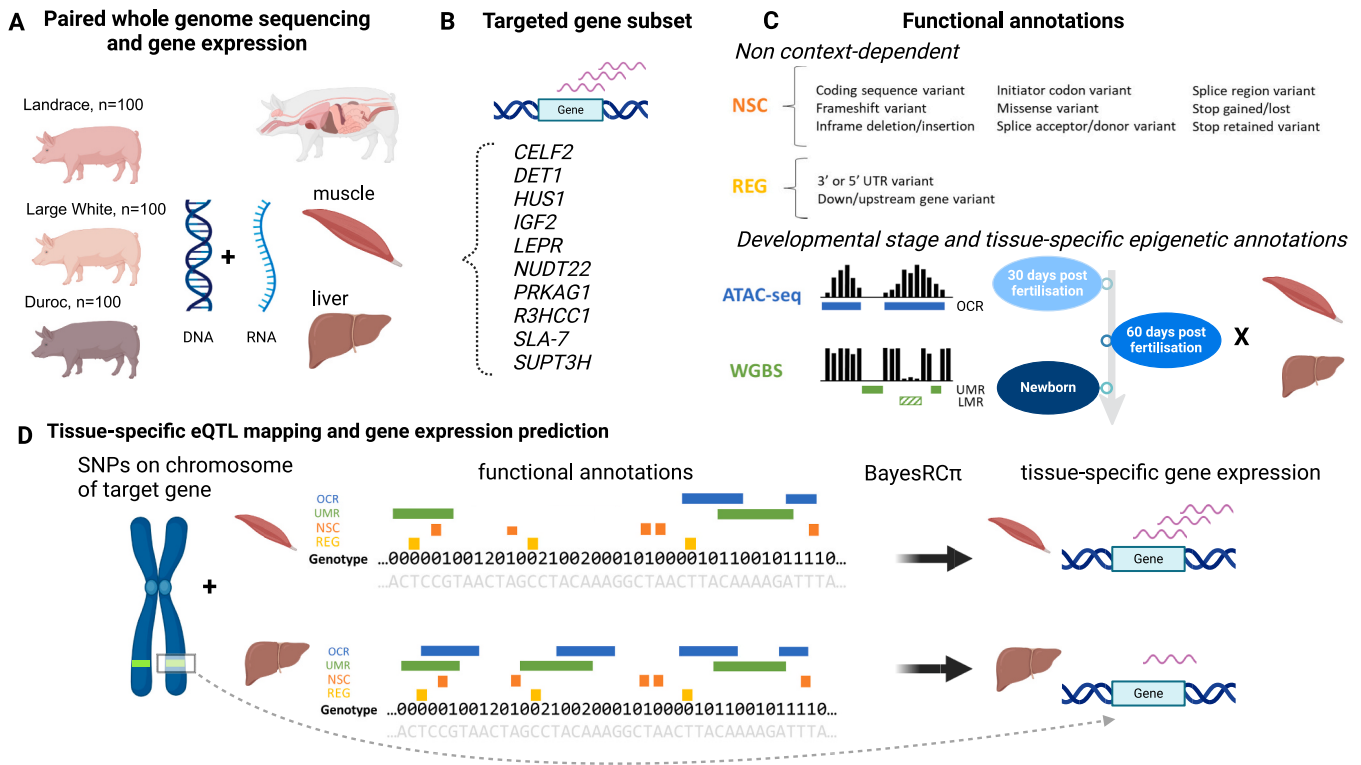 A Paired whole genome sequencing
and gene expression
Landrace, n=100
Large White, n=100
Duroc, n=100
+
DNA
RNA
muscle
liver
B Targeted gene subset
Gene
CELF2
DET1
HUS1
IGF2
LEPR
NUDT22
PRKAG1
R3HCC1
SLA-7
SUPT3H
C Functional annotations
Non context-dependent
NSC
Coding sequence variant Initiator codon variant Splice region variant
Frameshift variant Missense variant Stop gained/lost
Inframe deletion/insertion Splice acceptor/donor variant Stop retained variant
REG
3' or 5' UTR variant
Down/upstream gene variant
Developmental stage and tissue-specific epigenetic annotations
ATAC-seq
OCR
WGBS
UMR
LMR
30 days post
fertilisation
60 days post
fertilisation
Newborn
X
D Tissue-specific eQTL mapping and gene expression prediction
SNPs on chromosome
of target gene
functional annotations
BayesRCπ
tissue-specific gene expression
+
OCR
UMR
NSC
REG
Genotype ...000001001201002100200010100001011001011110...
...ACTCCGTAACTAGCCTACAAAGGCTAACTTACAAAAGATTTA...
Gene
OCR
UMR
NSC
REG
Genotype ...000001001201002100200010100001011001011110...
...ACTCCGTAACTAGCCTACAAAGGCTAACTTACAAAAGATTTA...
Gene